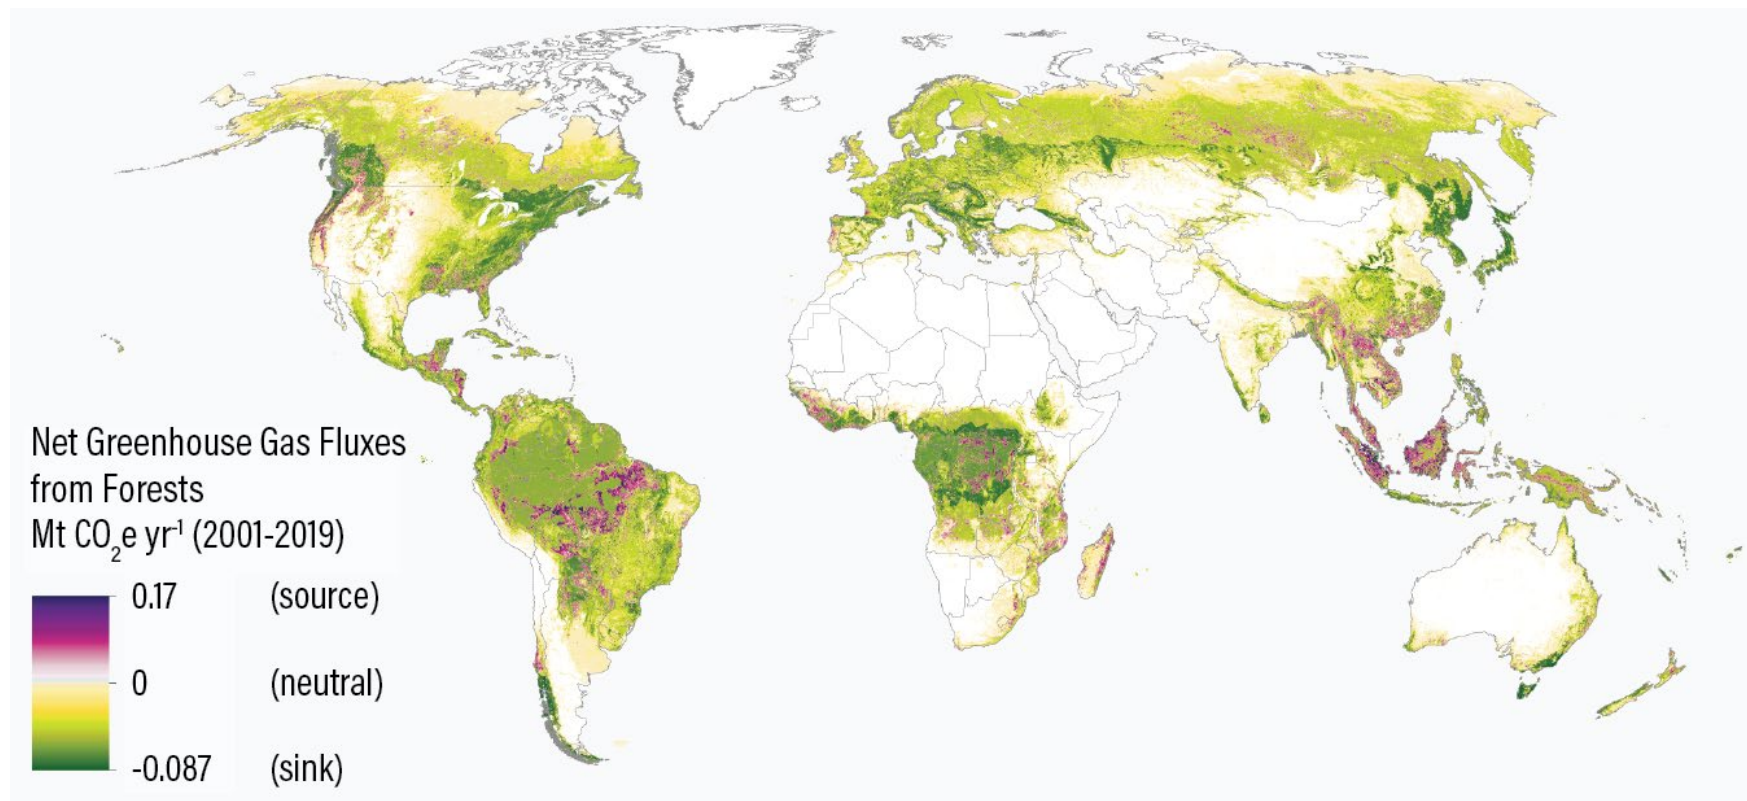 Net Greenhouse Gas Fluxes
from Forests
Mt CO₂e yr⁻¹ (2001-2019)
0.17 (source)
0 (neutral)
-0.087 (sink)